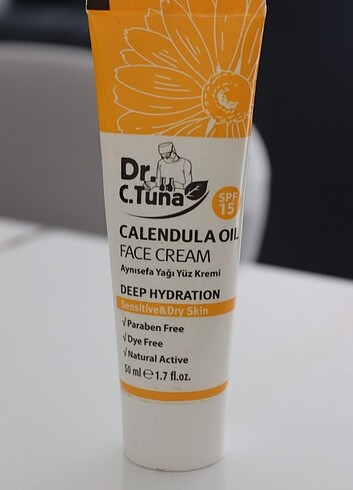 Dr.
C.Tuna
SPF
15
CALENDULA OIL
FACE CREAM
Aynısefa Yağı Yüz Kremi
DEEP HYDRATION
Sensitive&Dry Skin
√ Paraben Free
√ Dye Free
√ Natural Active
50 ml ℮ 1.7 fl.oz.